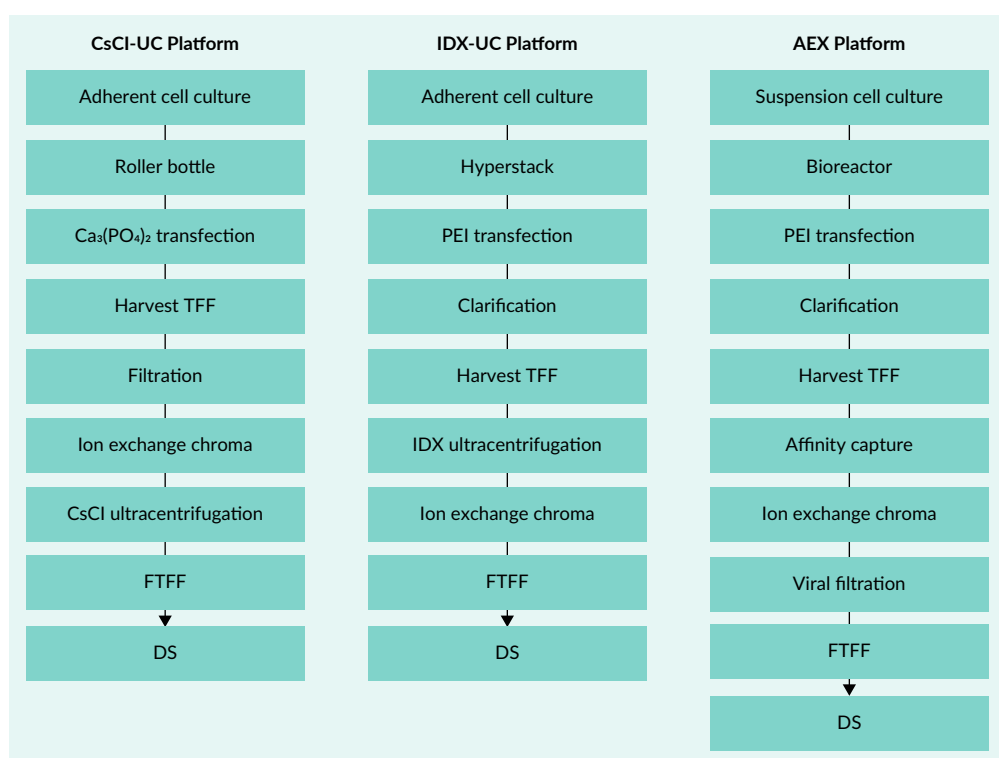 CsCI-UC Platform
Adherent cell culture
Roller bottle
Ca₃(PO₄)₂ transfection
Harvest TFF
Filtration
Ion exchange chroma
CsCI ultracentrifugation
FTFF
DS
IDX-UC Platform
Adherent cell culture
Hyperstack
PEI transfection
Clarification
Harvest TFF
IDX ultracentrifugation
Ion exchange chroma
FTFF
DS
AEX Platform
Suspension cell culture
Bioreactor
PEI transfection
Clarification
Harvest TFF
Affinity capture
Ion exchange chroma
Viral filtration
FTFF
DS